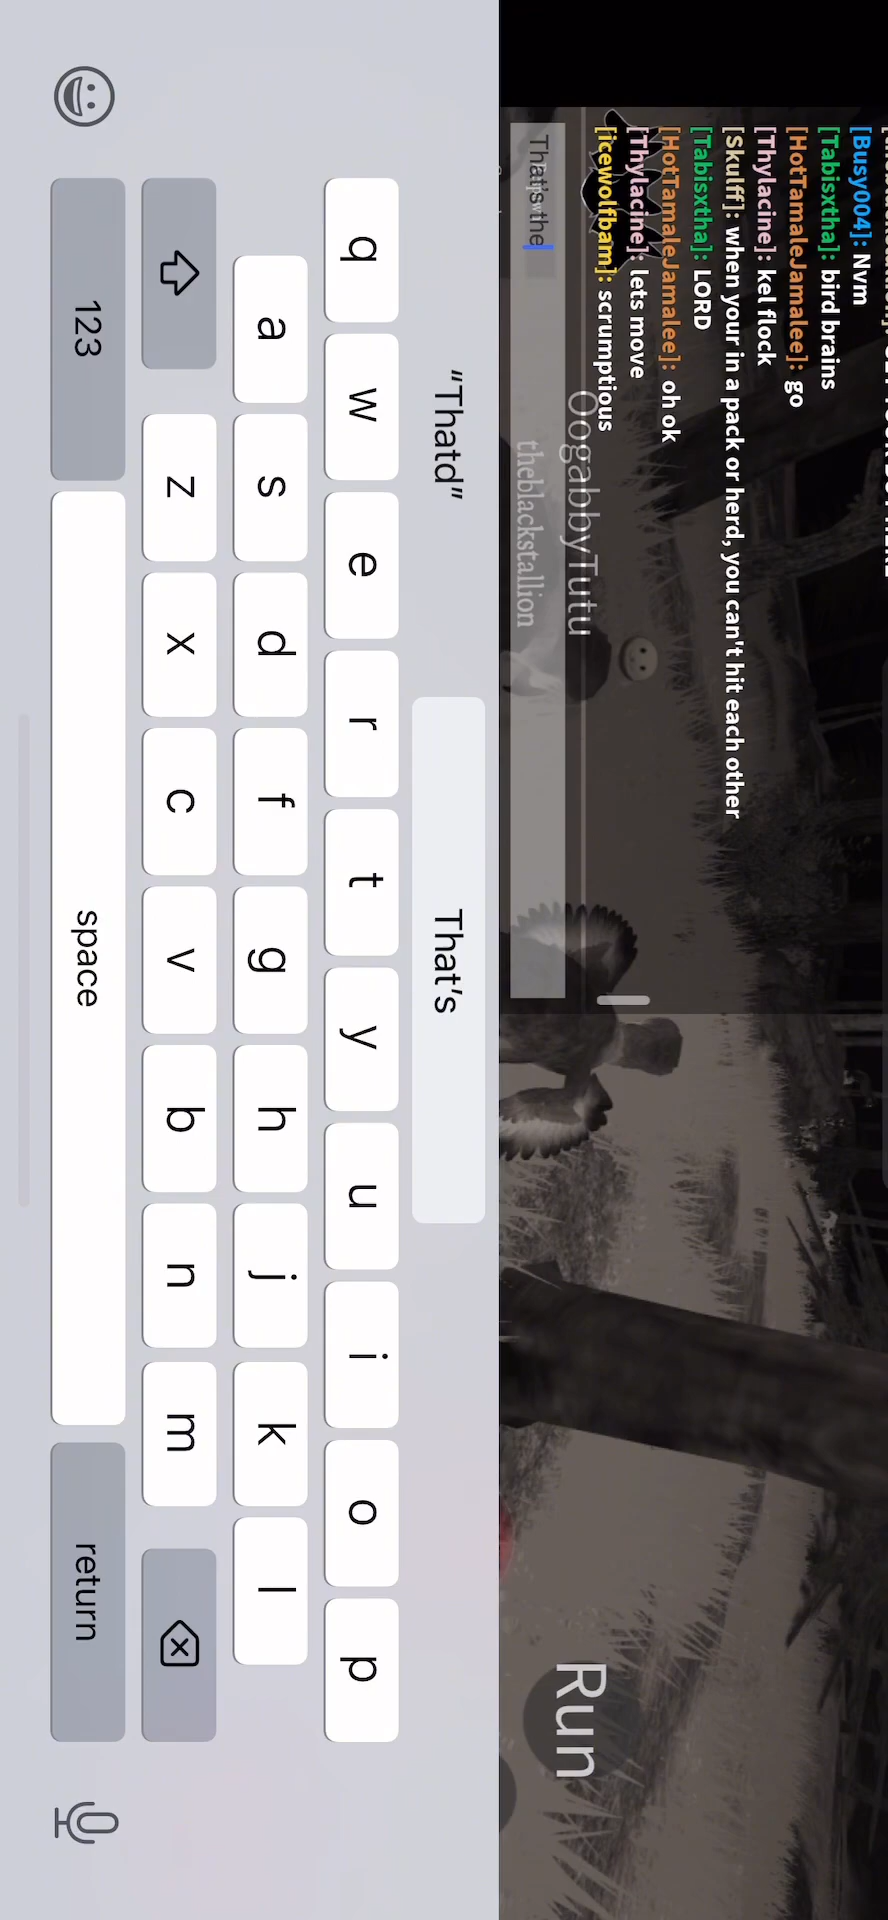 [Busy004]: Nvm
[Tabisxtha]: bird brains
[HotTamaleJamalee]: go
[Thylacine]: kel flock
[Skulff]: when your in a pack or herd, you can't hit each other
[Tabisxtha]: LORD
[HotTamaleJamalee]: oh ok
[Thylacine]: lets move
[icewolfbam]: scrumptious
OogabbyTutu
theblackstallion
That's the
Run
"Thatd"
That's
q w e r t y u i o p
a s d f g h j k l
z x c v b n m
123
space
return